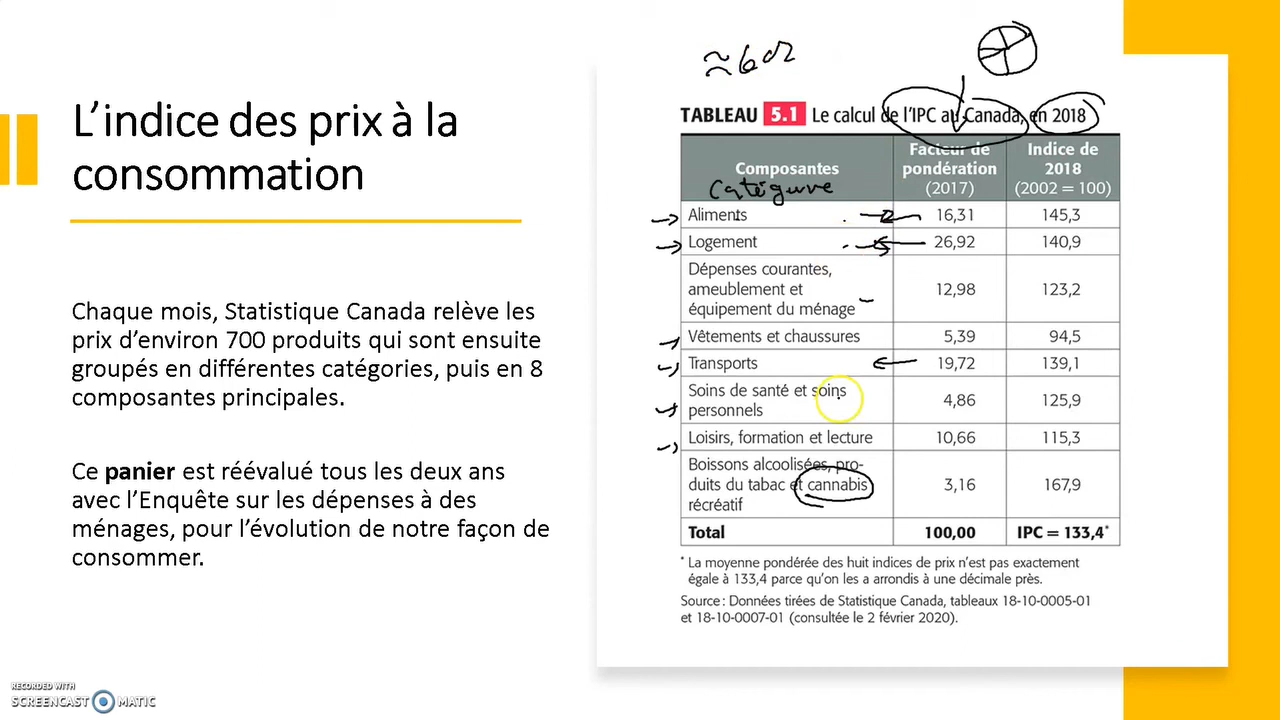 L'indice des prix à la
consommation
Chaque mois, Statistique Canada relève les
prix d'environ 700 produits qui sont ensuite
groupés en différentes catégories, puis en 8
composantes principales.
Ce panier est réévalué tous les deux ans
avec l'Enquête sur les dépenses à des
ménages, pour l'évolution de notre façon de
consommer.
RECORDED WITH
SCREENCAST MATIC
TABLEAU 5.1 Le calcul de l'IPC au Canada, en 2018
Composantes
Facteur de
pondération
(2017)
Indice de
2018
(2002 = 100)
Aliments 16,31 145,3
Logement 26,92 140,9
Dépenses courantes,
ameublement et
équipement du ménage 12,98 123,2
Vêtements et chaussures 5,39 94,5
Transports 19,72 139,1
Soins de santé et soins
personnels 4,86 125,9
Loisirs, formation et lecture 10,66 115,3
Boissons alcoolisées, pro-
duits du tabac et cannabis
récréatif 3,16 167,9
Total 100,00 IPC = 133,4*
* La moyenne pondérée des huit indices de prix n'est pas exactement
égale à 133,4 parce qu'on les a arrondis à une décimale près.
Source : Données tirées de Statistique Canada, tableaux 18-10-0005-01
et 18-10-0007-01 (consultée le 2 février 2020).